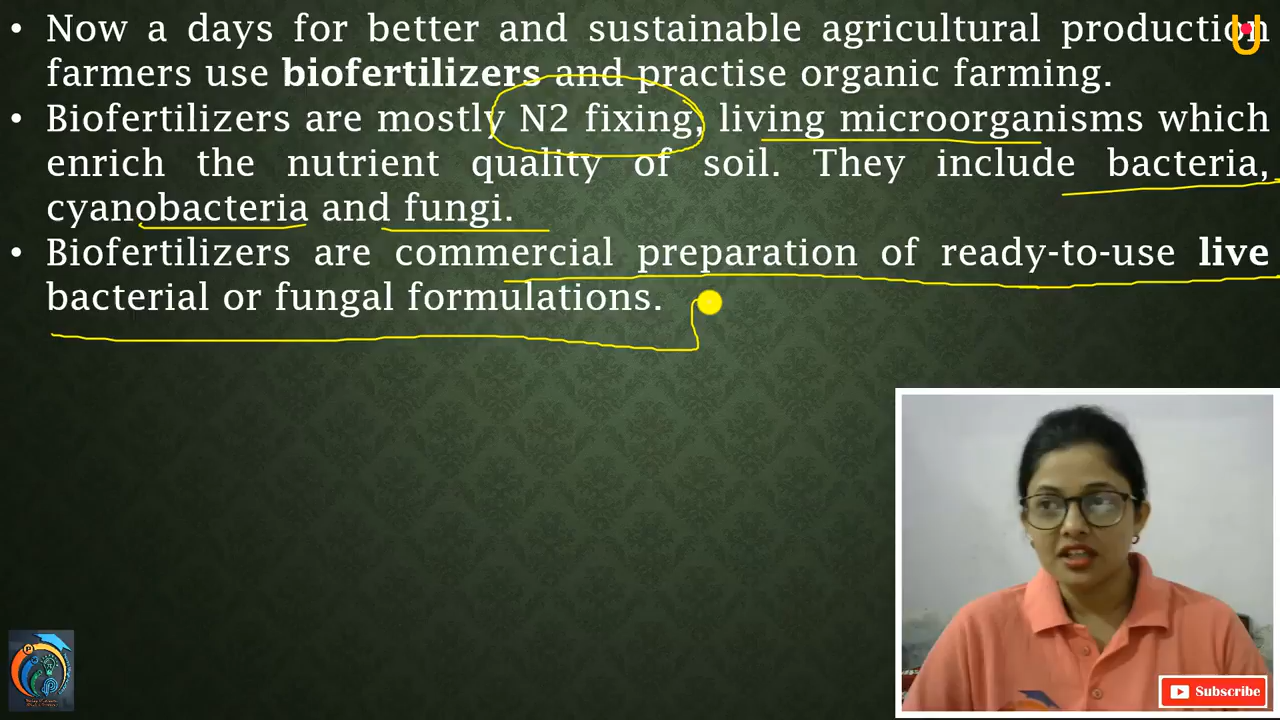 • Now a days for better and sustainable agricultural production
farmers use biofertilizers and practise organic farming.
• Biofertilizers are mostly N2 fixing, living microorganisms which
enrich the nutrient quality of soil. They include bacteria,
cyanobacteria and fungi.
• Biofertilizers are commercial preparation of ready-to-use live
bacterial or fungal formulations.
Subscribe